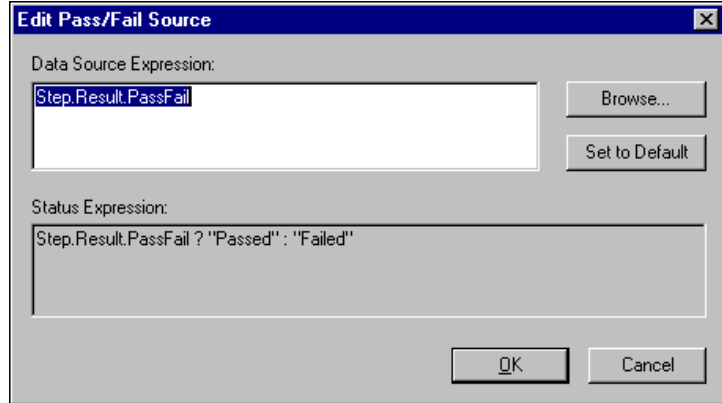 Edit Pass/Fail Source
Data Source Expression:
Step.Result.PassFail
Browse...
Set to Default
Status Expression:
Step.Result.PassFail ? "Passed" : "Failed"
OK
Cancel